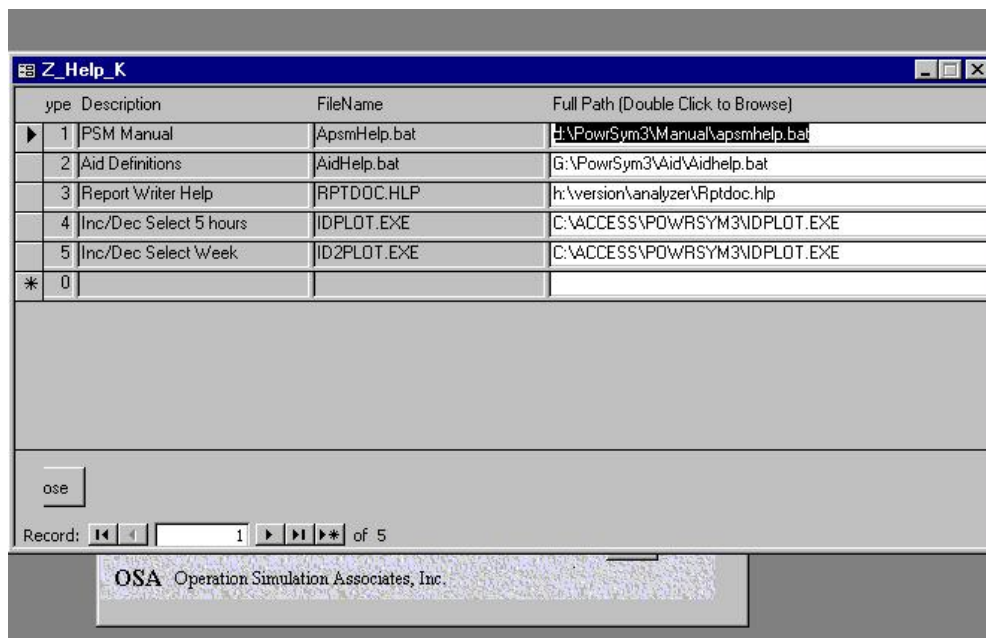 Z_Help_K
ype Description FileName Full Path (Double Click to Browse)
1 PSM Manual ApsmHelp.bat d:\PowrSym3\Manual\apsmhelp.bat
2 Aid Definitions AidHelp.bat G:\PowrSym3\Aid\Aidhelp.bat
3 Report Writer Help RPTDOC.HLP h:\version\analyzer\Rptdoc.hlp
4 Inc/Dec Select 5 hours IDPLOT.EXE C:\ACCESS\POWRSYM3\IDPLOT.EXE
5 Inc/Dec Select Week ID2PLOT.EXE C:\ACCESS\POWRSYM3\IDPLOT.EXE
0
ose
Record: 1 of 5
OSA Operation Simulation Associates, Inc.